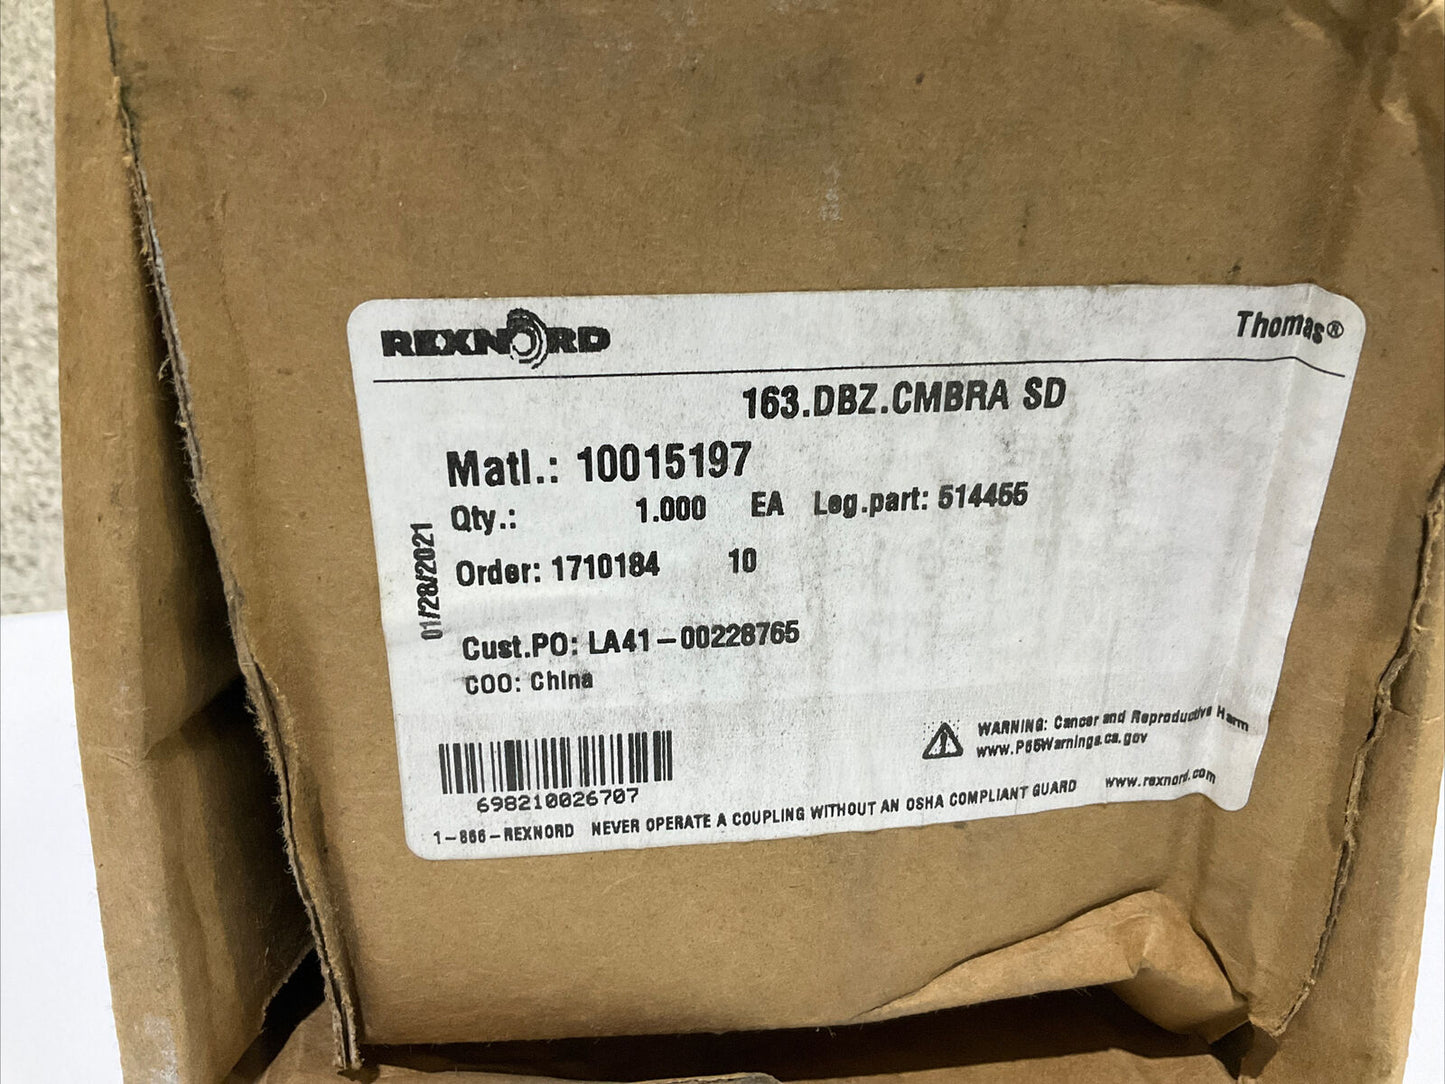 REXNORD Thomas®
163.DBZ.CMBRA SD
Matl.: 10015197
Qty.: 1.000 EA Leg.part: 514455
Order: 1710184 10
01/28/2021
Cust.PO: LA41-00228765
COO: China
WARNING: Cancer and Reproductive Harm
www.P65Warnings.ca.gov
698210026707
www.rexnord.com
1-866-REXNORD NEVER OPERATE A COUPLING WITHOUT AN OSHA COMPLIANT GUARD